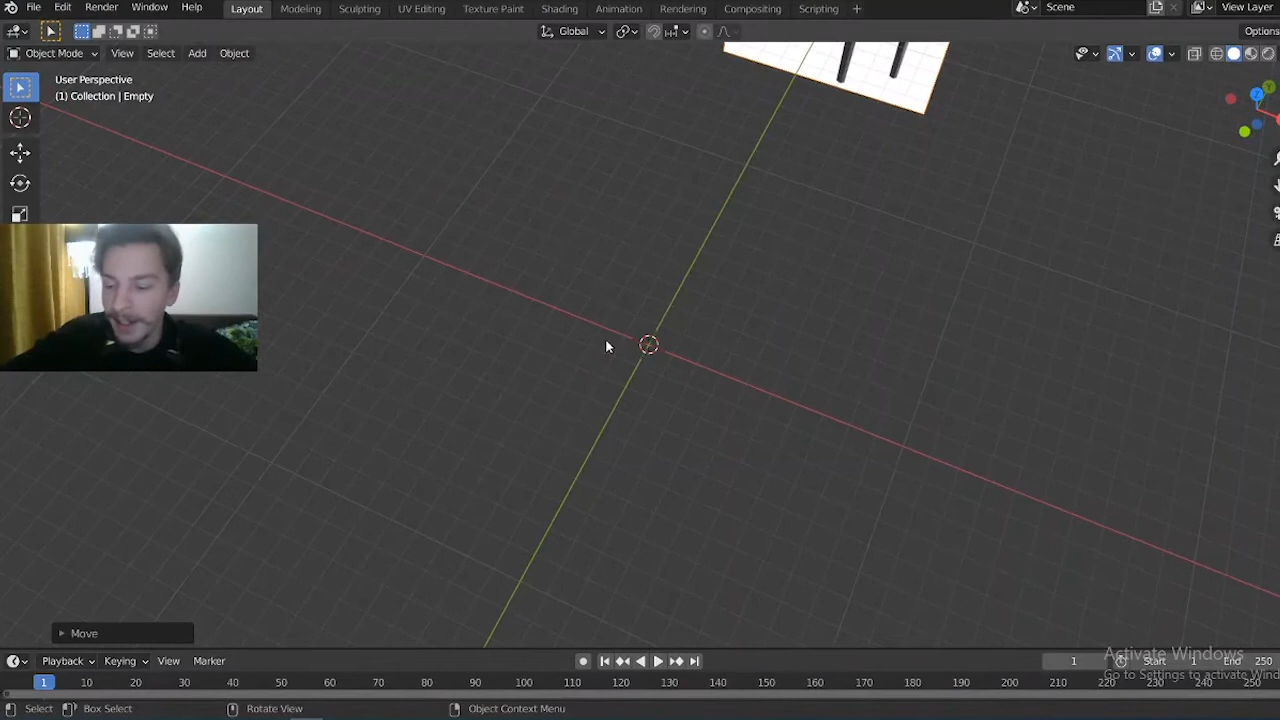 File Edit Render Window Help Layout Modeling Sculpting UV Editing Texture Paint Shading Animation Rendering Compositing Scripting + Scene View Layer
Global Options
Object Mode View Select Add Object
User Perspective
(1) Collection | Empty
Z
Y
Move
Playback Keying View Marker 1 Start 1 End 250
1 10 20 30 40 50 60 70 80 90 100 110 120 130 140 150 160 170 180 190 200 210 220 230 240 250
Activate Windows
Go to Settings to activate Wind
Select Box Select Rotate View Object Context Menu